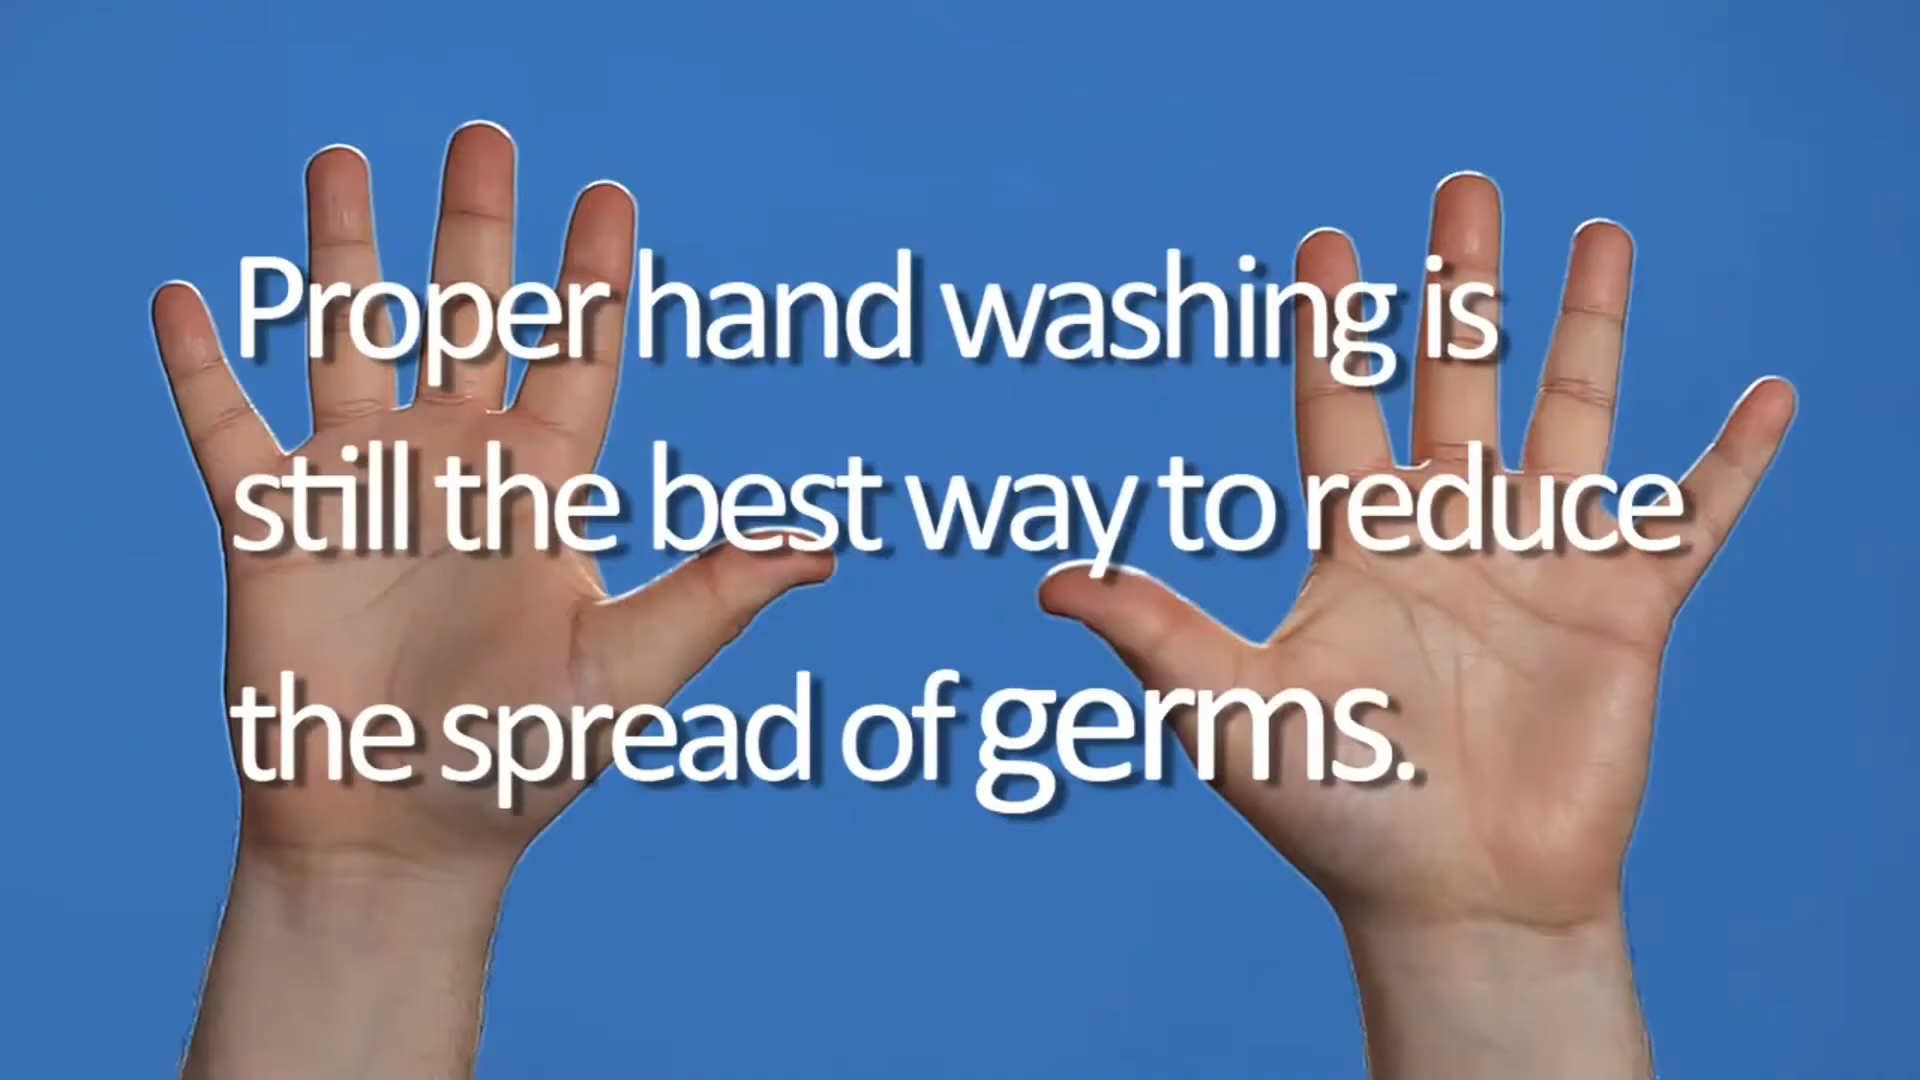 Proper hand washing is
still the best way to reduce
the spread of germs.